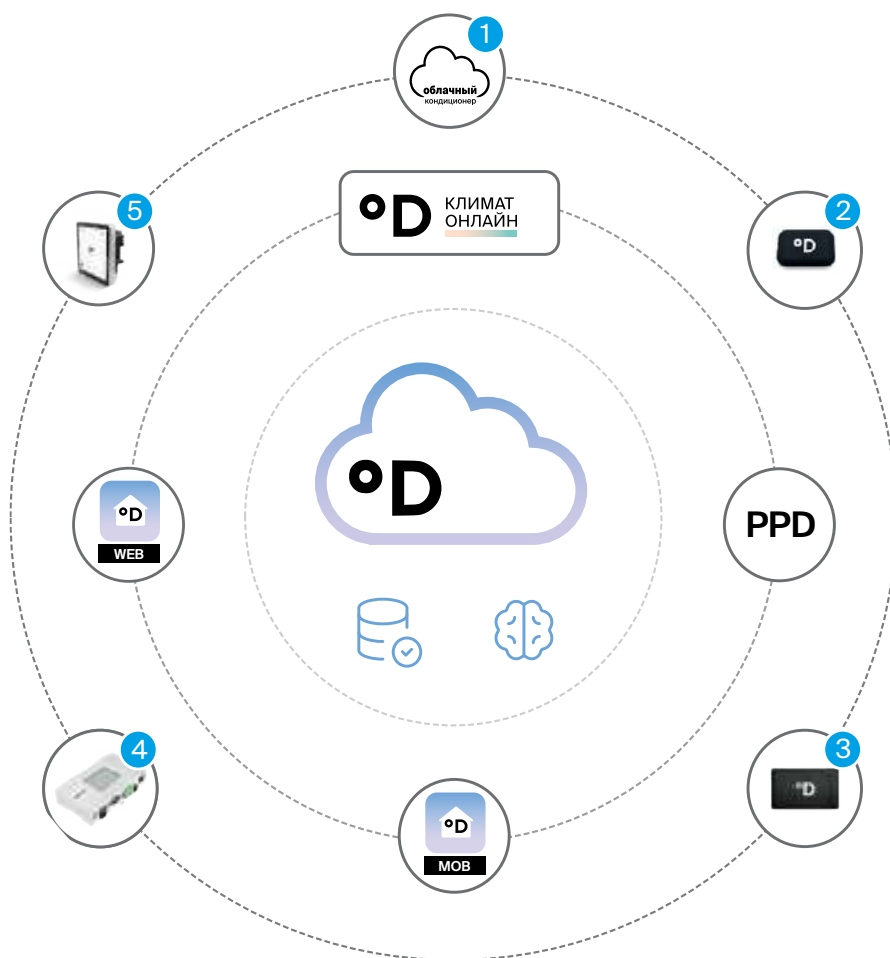 1
облачный
кондиционер
5
°D
КЛИМАТ
ОНЛАЙН
2
°D
°D
°D
WEB
PPD
4
3
°D
°D
MOB